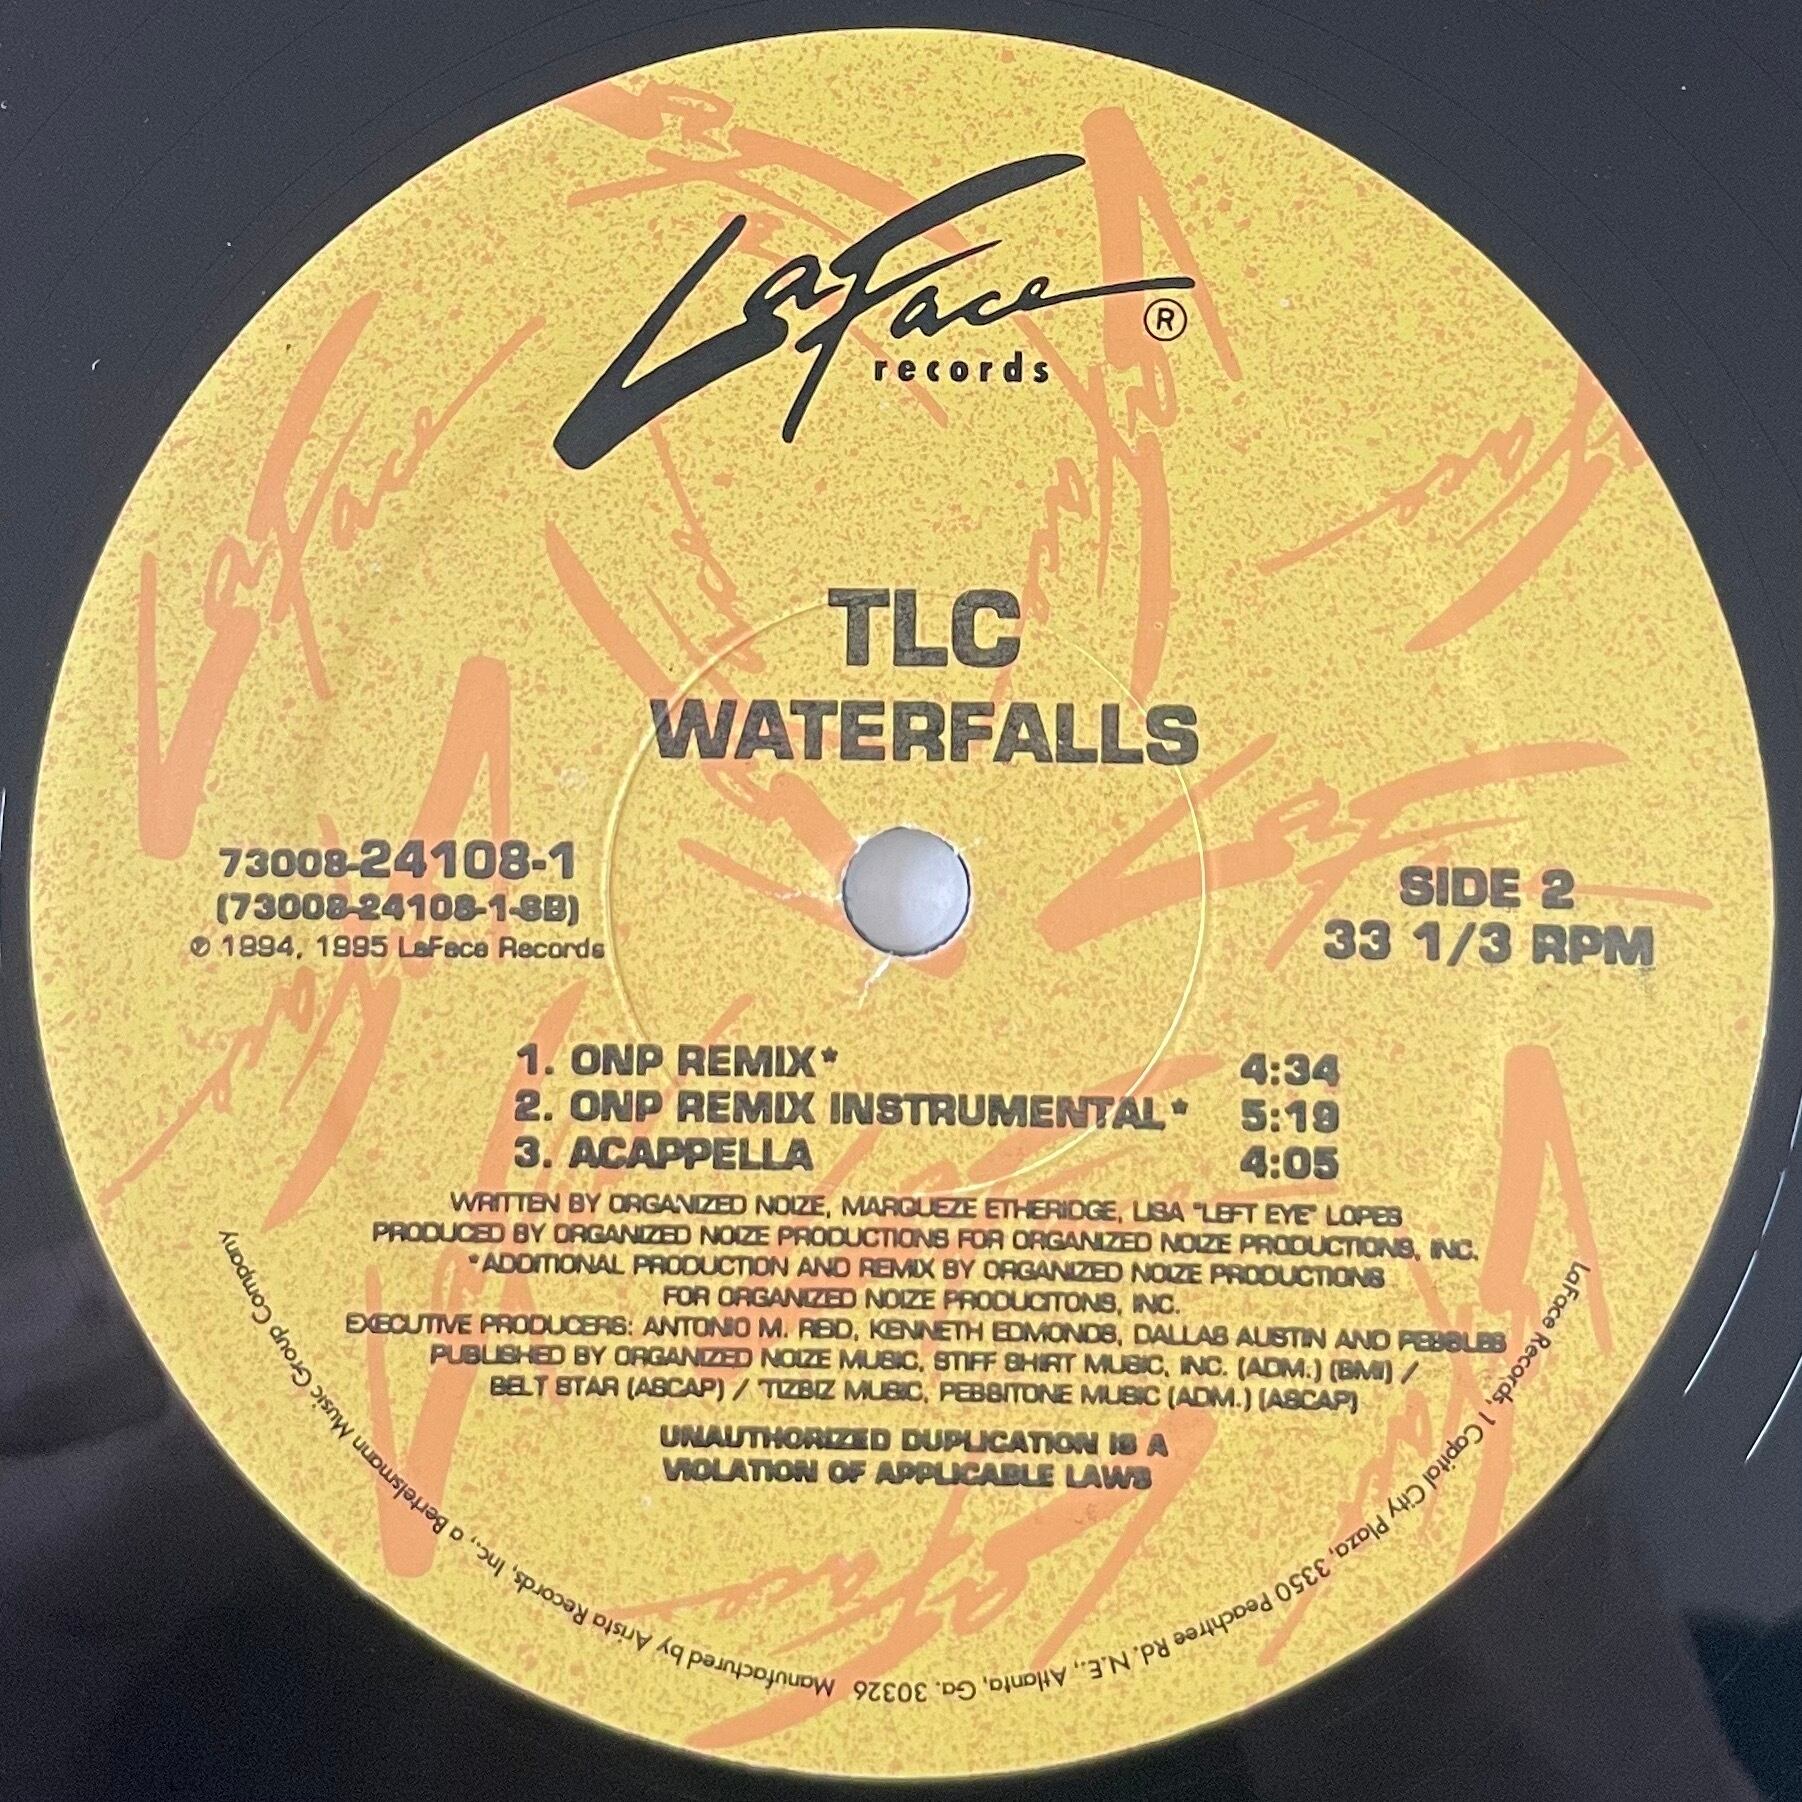 LaFace
records ®
TLC
WATERFALLS
73008-24108-1
(73008-24108-1-SB)
℗ 1994, 1995 LaFace Records
SIDE 2
33 1/3 RPM
1. ONP REMIX* 4:34
2. ONP REMIX INSTRUMENTAL* 5:19
3. ACAPPELLA 4:05
WRITTEN BY ORGANIZED NOIZE, MARQUEZE ETHERIDGE, LISA "LEFT EYE" LOPES
PRODUCED BY ORGANIZED NOIZE PRODUCTIONS FOR ORGANIZED NOIZE PRODUCTIONS, INC.
*ADDITIONAL PRODUCTION AND REMIX BY ORGANIZED NOIZE PRODUCTIONS
FOR ORGANIZED NOIZE PRODUCITONS, INC.
EXECUTIVE PRODUCERS: ANTONIO M. REID, KENNETH EDMONDS, DALLAS AUSTIN AND PEBBLES
PUBLISHED BY ORGANIZED NOIZE MUSIC, STIFF SHIRT MUSIC, INC. (ADM.) (BMI) /
BELT STAR (ASCAP) / TIZBIZ MUSIC, PEBBITONE MUSIC (ADM.) (ASCAP)
UNAUTHORIZED DUPLICATION IS A
VIOLATION OF APPLICABLE LAWS
LaFace Records, 1 Capital City Plaza, 3350 Peachtree Rd. N.E., Atlanta, Ga. 30326 Manufactured by Arista Records, Inc., a Bertelsmann Music Group Company